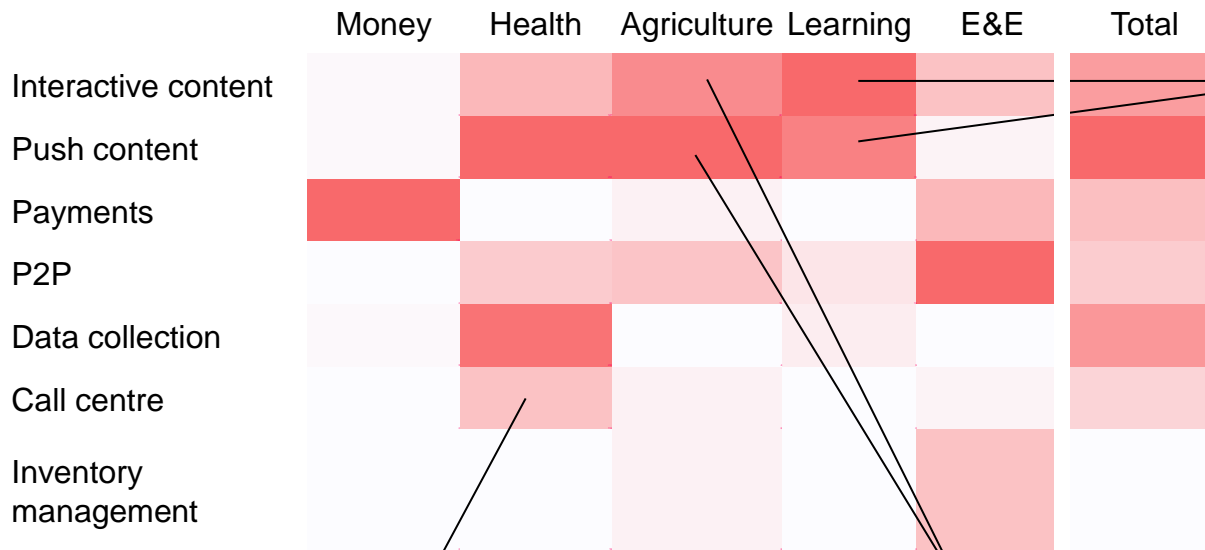 Money Health Agriculture Learning E&E Total
Interactive content
Push content
Payments
P2P
Data collection
Call centre
Inventory
management